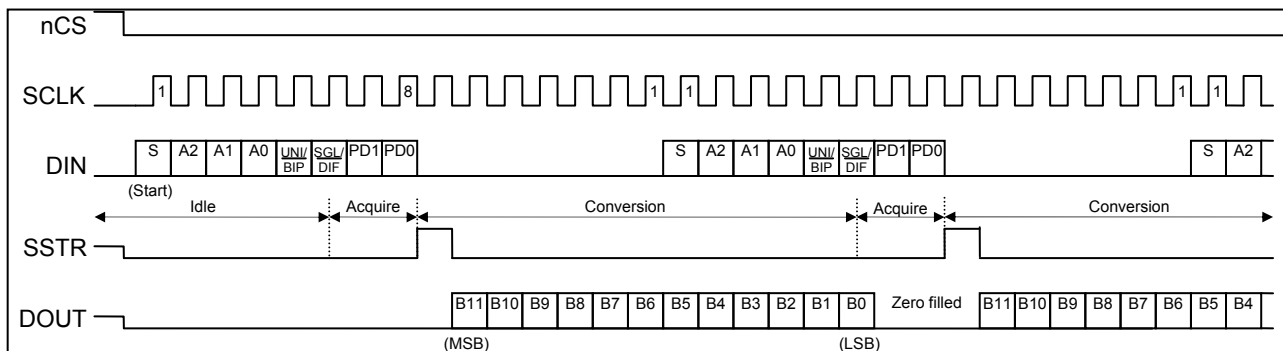 nCS
SCLK
1 8 1 1 1 1
DIN
S A2 A1 A0 UNI/BIP SGL/DIF PD1 PD0 S A2 A1 A0 UNI/BIP SGL/DIF PD1 PD0 S A2
(Start)
Idle Acquire Conversion Acquire Conversion
SSTR
DOUT
B11 B10 B9 B8 B7 B6 B5 B4 B3 B2 B1 B0 Zero filled B11 B10 B9 B8 B7 B6 B5 B4
(MSB) (LSB)